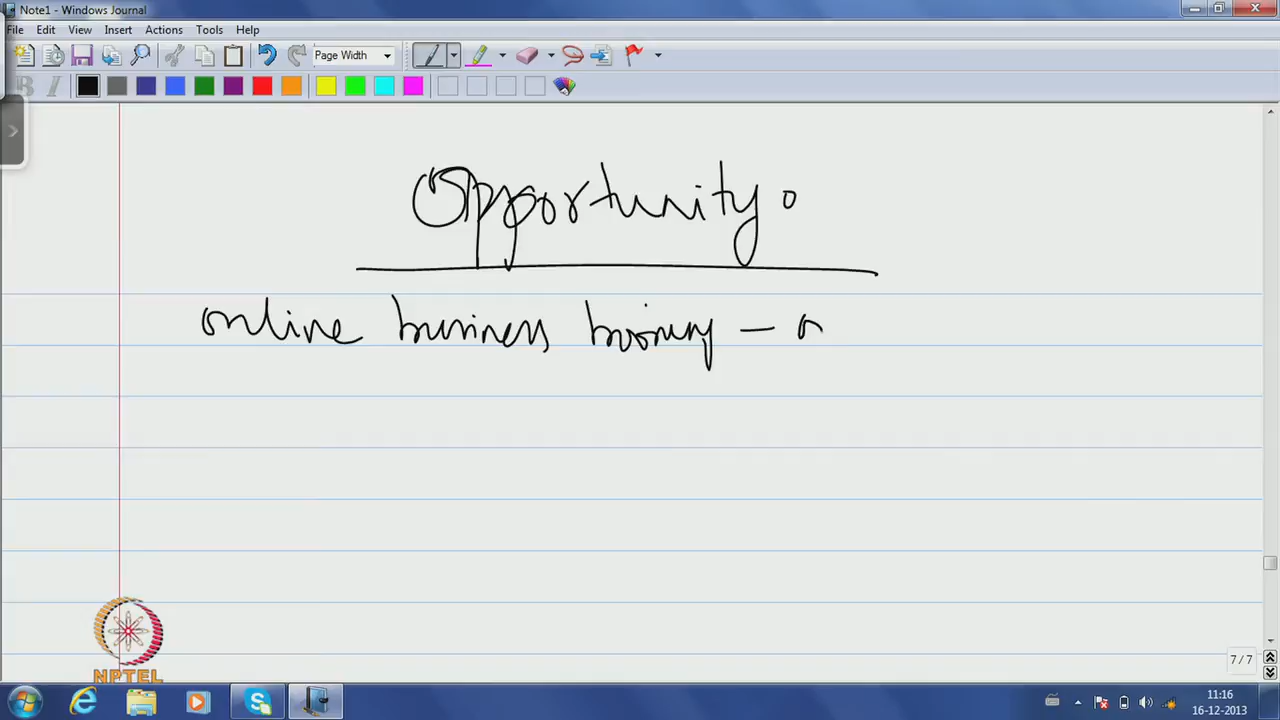 Note1 - Windows Journal
File Edit View Insert Actions Tools Help
Page Width
B I
Opportunity
online business booming -
NPTEL
7/7
11:16
16-12-2013